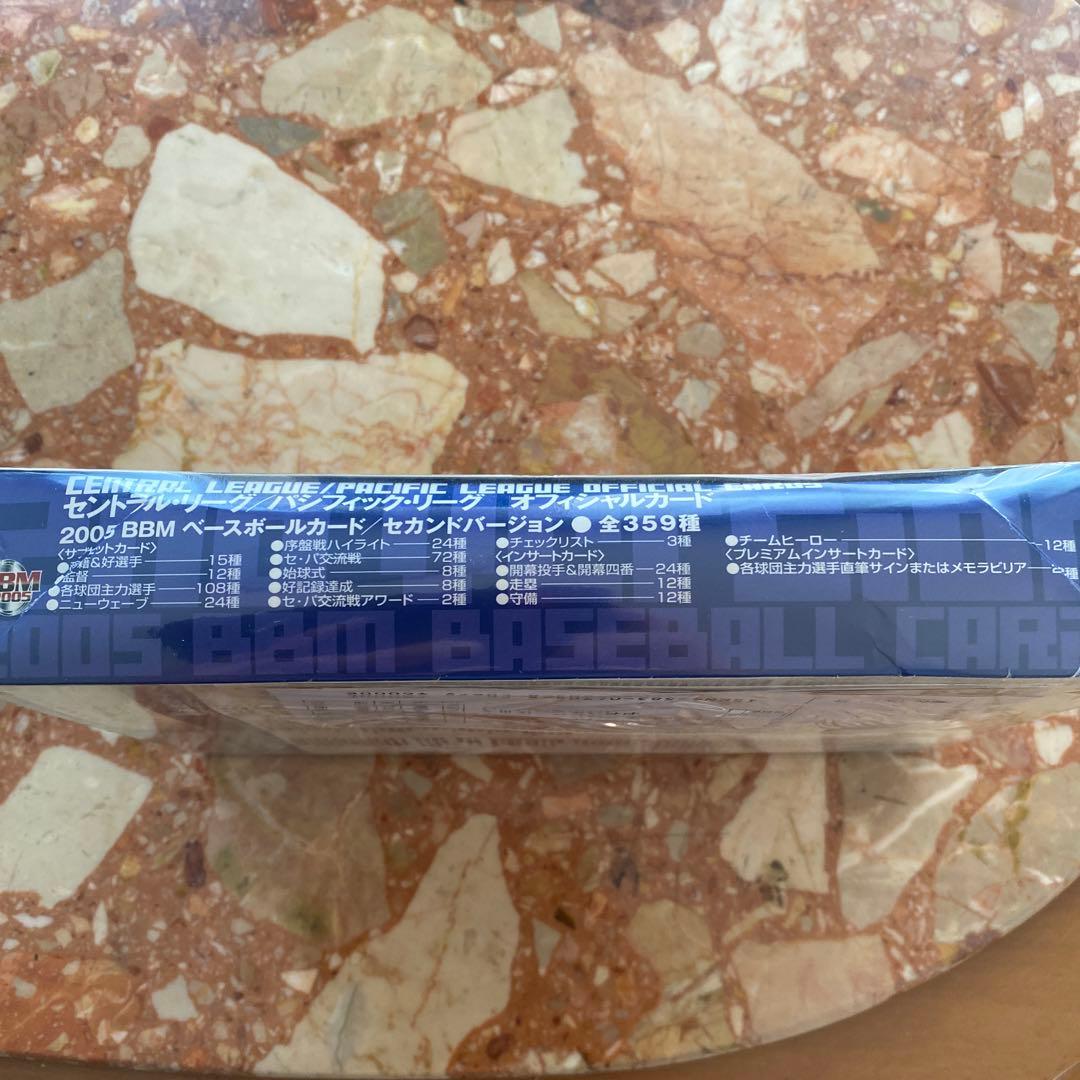 CENTRAL LEAGUE/PACIFIC LEAGUE OFFICIAL CARDS
セントラル・リーグ/パシフィック・リーグ オフィシャルカード
2005 BBM ベースボールカード/セカンドバージョン ● 全359種
●好選手 15種
●監督 12種
●各球団主力選手 108種
●ニューウェーブ 24種
●序盤戦ハイライト 24種
●セ・パ交流戦 72種
●始球式 8種
●好記録達成 8種
●セ・パ交流戦アワード 2種
●チェックリスト 3種
〈インサートカード〉
●開幕投手&開幕四番 24種
●走塁 12種
●守備 12種
●チームヒーロー 12種
〈プレミアムインサートカード〉
●各球団主力選手直筆サインまたはメモラビリア
BBM
2005
2005 BBM BASEBALL CARD